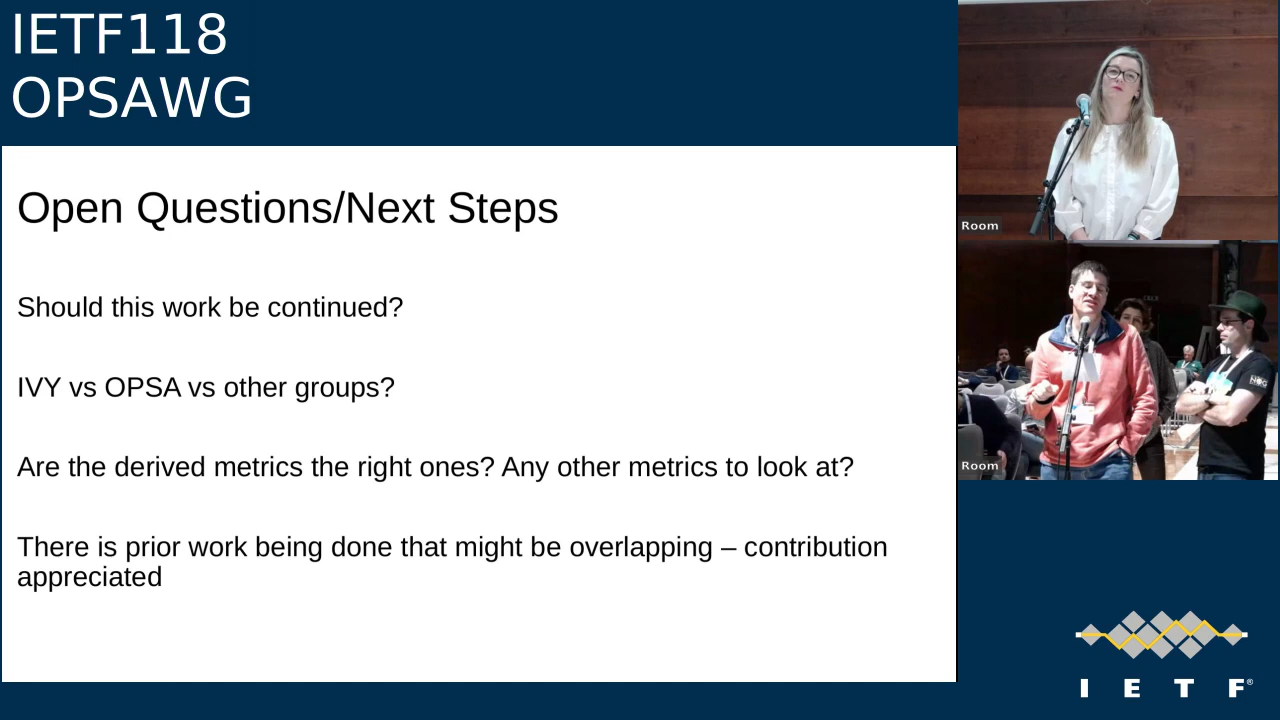 IETF118
OPSAWG
Open Questions/Next Steps
Should this work be continued?
IVY vs OPSA vs other groups?
Are the derived metrics the right ones? Any other metrics to look at?
There is prior work being done that might be overlapping – contribution
appreciated
Room
Room
I E T F®